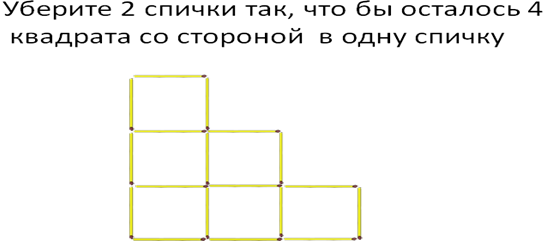 Уберите 2 спички так, что бы осталось 4
квадрата со стороной в одну спичку